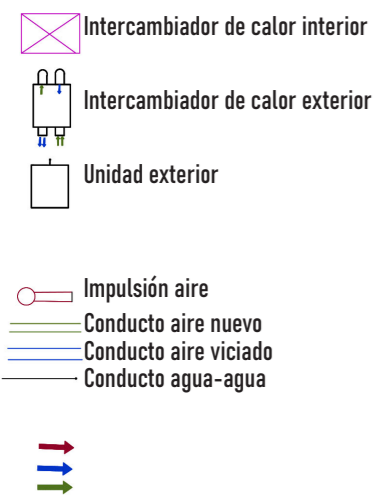 Intercambiador de calor interior
Intercambiador de calor exterior
Unidad exterior
Impulsión aire
Conducto aire nuevo
Conducto aire viciado
Conducto agua-agua